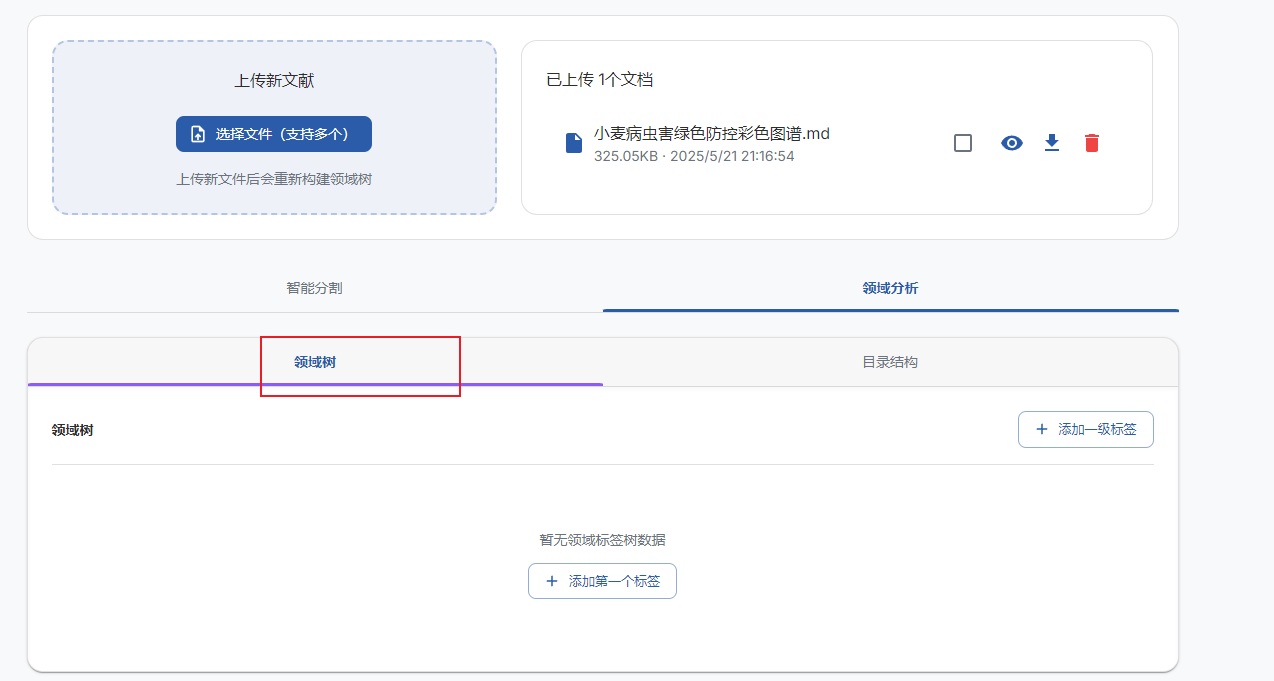 上传新文献
选择文件（支持多个）
上传新文件后会重新构建领域树
已上传 1个文档
小麦病虫害绿色防控彩色图谱.md
325.05KB · 2025/5/21 21:16:54
智能分割
领域分析
领域树
目录结构
领域树
添加一级标签
暂无领域标签树数据
添加第一个标签